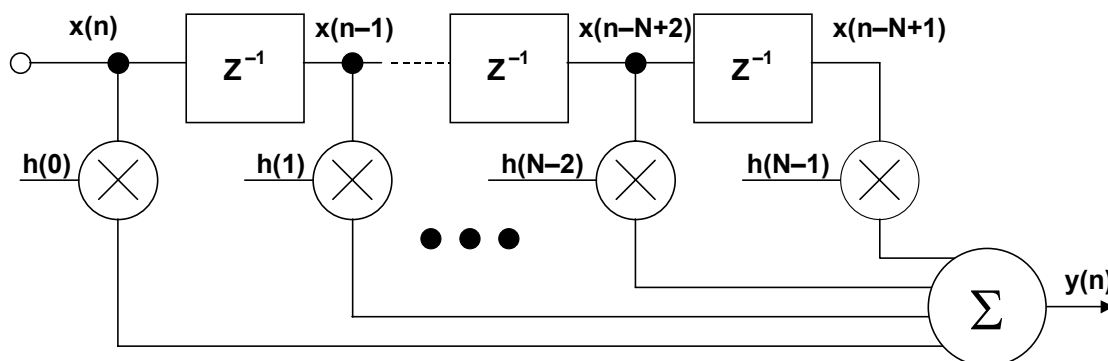 x(n) x(n–1) x(n–N+2) x(n–N+1)
Z⁻¹ Z⁻¹ Z⁻¹
h(0) h(1) h(N–2) h(N–1)
Σ y(n)